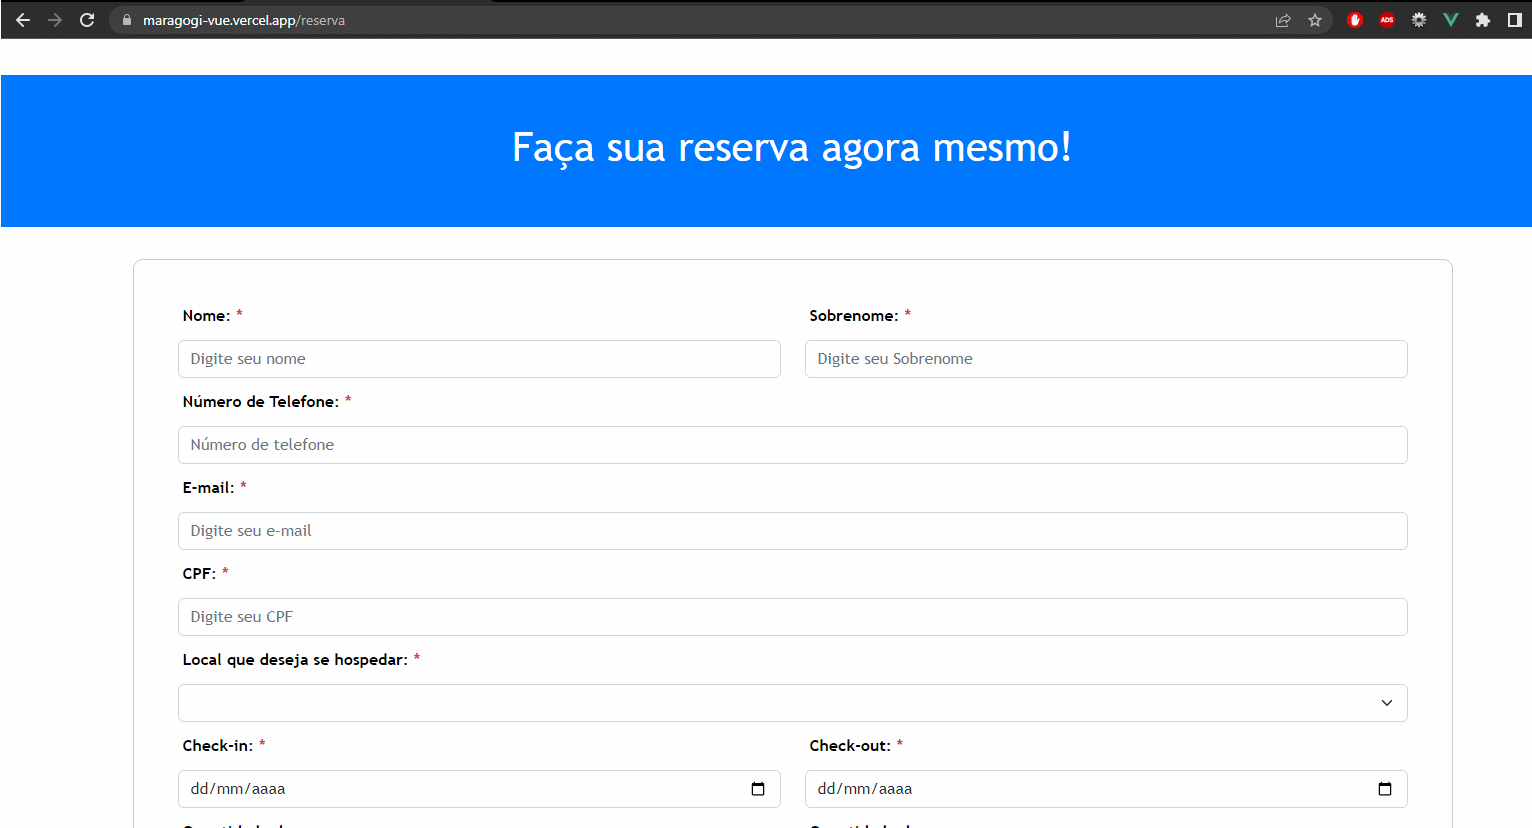 maragogi-vue.vercel.app/reserva
ADS
Faça sua reserva agora mesmo!
Nome: * Sobrenome: *
Digite seu nome Digite seu Sobrenome
Número de Telefone: *
Número de telefone
E-mail: *
Digite seu e-mail
CPF: *
Digite seu CPF
Local que deseja se hospedar: *
Check-in: * Check-out: *
dd/mm/aaaa dd/mm/aaaa